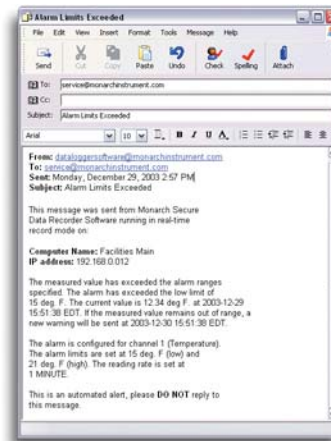 Alarm Limits Exceeded
File Edit View Insert Format Tools Message Help
Send Cut Copy Paste Undo Check Spelling Attach
To: service@monarchinstrument.com
Cc:
Subject: Alarm Limits Exceeded
Arial 10 B I U A
From: dataloggersoftware@monarchinstrument.com
To: service@monarchinstrument.com
Sent: Monday, December 29, 2003 2:57 PM
Subject: Alarm Limits Exceeded
This message was sent from Monarch Secure
Data Recorder Software running in real-time
record mode on:
Computer Name: Facilities Main
IP address: 192.168.0.012
The measured value has exceeded the alarm ranges
specified. The alarm has exceeded the low limit of
15 deg. F. The current value is 12.34 deg F. at 2003-12-29
15:51:38 EDT. If the measured value remains out of range, a
new warning will be sent at 2003-12-30 15:51:38 EDT.
The alarm is configured for channel 1 (Temperature).
The alarm limits are set at 15 deg. F (low) and
21 deg. F (high). The reading rate is set at
1 MINUTE.
This is an automated alert, please DO NOT reply to
this message.